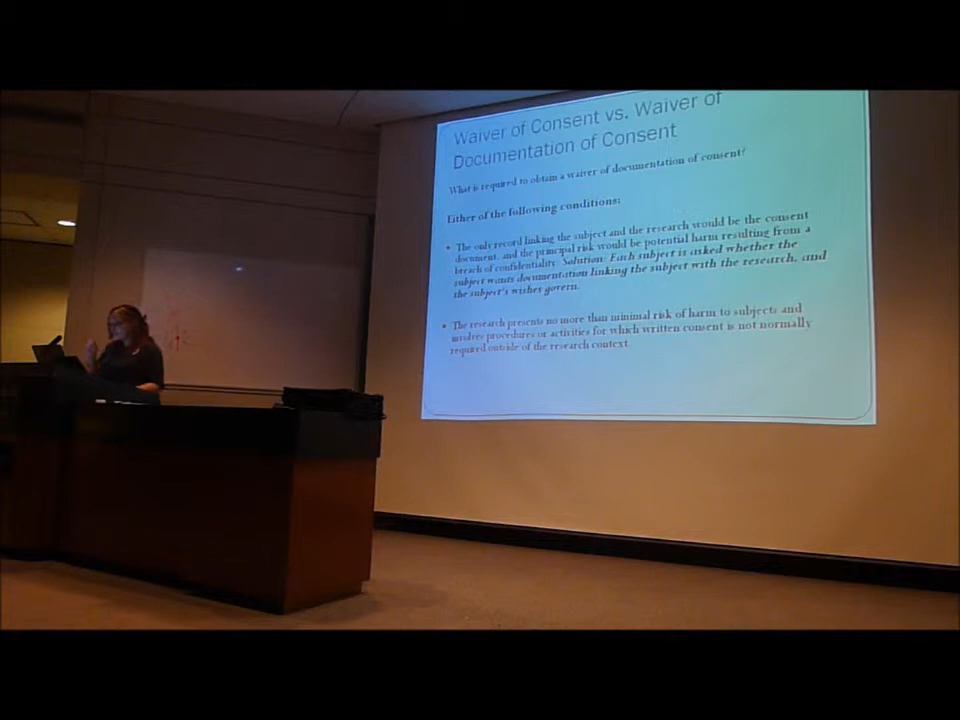 Waiver of Consent vs. Waiver of
Documentation of Consent
What is required to obtain a waiver of documentation of consent?
Either of the following conditions:
• The only record linking the subject and the research would be the consent
document, and the principal risk would be potential harm resulting from a
breach of confidentiality. Solution: Each subject is asked whether the
subject wants documentation linking the subject with the research, and
the subject's wishes govern.
• The research presents no more than minimal risk of harm to subjects and
involves procedures or activities for which written consent is not normally
required outside of the research context.